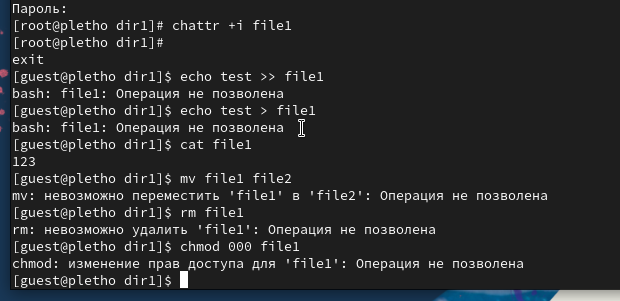 Пароль:
[root@pletho dir1]# chattr +i file1
[root@pletho dir1]#
exit
[guest@pletho dir1]$ echo test >> file1
bash: file1: Операция не позволена
[guest@pletho dir1]$ echo test > file1
bash: file1: Операция не позволена
[guest@pletho dir1]$ cat file1
123
[guest@pletho dir1]$ mv file1 file2
mv: невозможно переместить 'file1' в 'file2': Операция не позволена
[guest@pletho dir1]$ rm file1
rm: невозможно удалить 'file1': Операция не позволена
[guest@pletho dir1]$ chmod 000 file1
chmod: изменение прав доступа для 'file1': Операция не позволена
[guest@pletho dir1]$